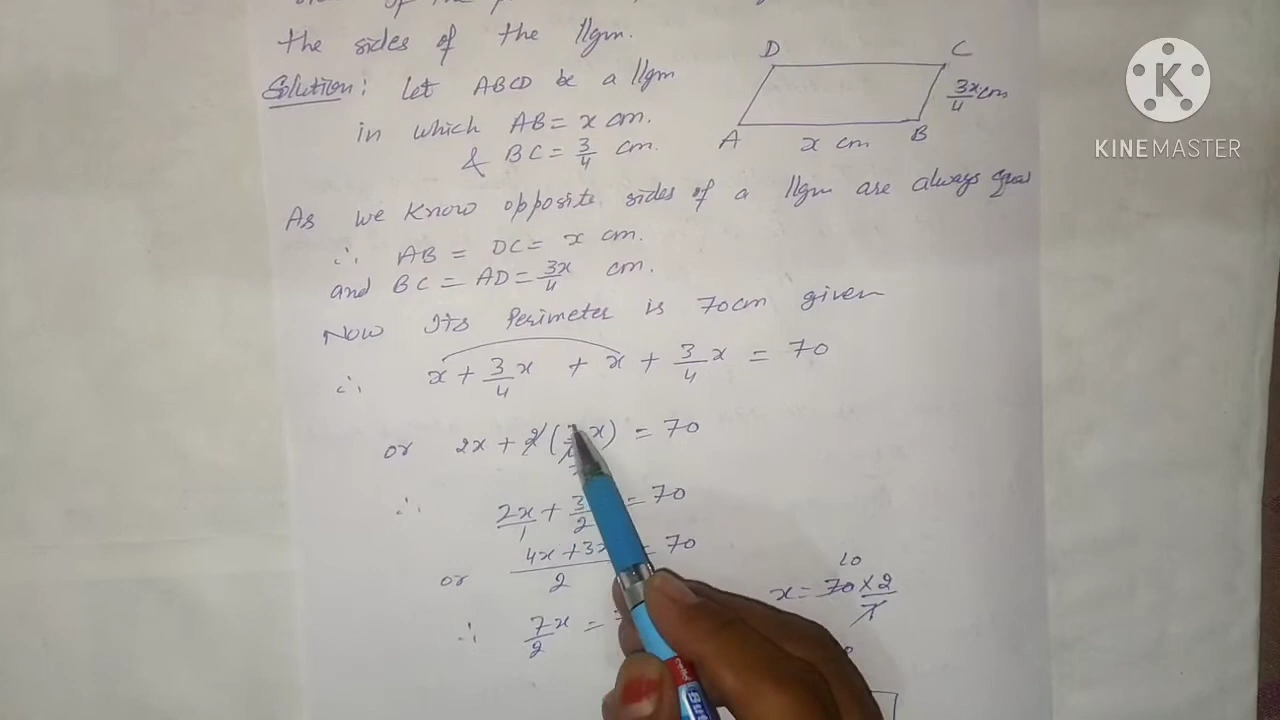 the sides of the llgm.
Solution: Let ABCD be a llgm
in which AB = x cm.
& BC = 3/4 cm.
D C
3x/4 cm
A x cm B
KINEMASTER
As we know opposite sides of a llgm are always equal
∴ AB = DC = x cm.
and BC = AD = 3x/4 cm.
Now Its Perimeter is 70cm given
∴ x + 3/4 x + x + 3/4 x = 70
or 2x + 2( x) = 70
∴ 2x/1 + 3 /2 = 70
or 4x + 3x /2 = 70
∴ 7/2 x =
10
x = 70 × 2/7